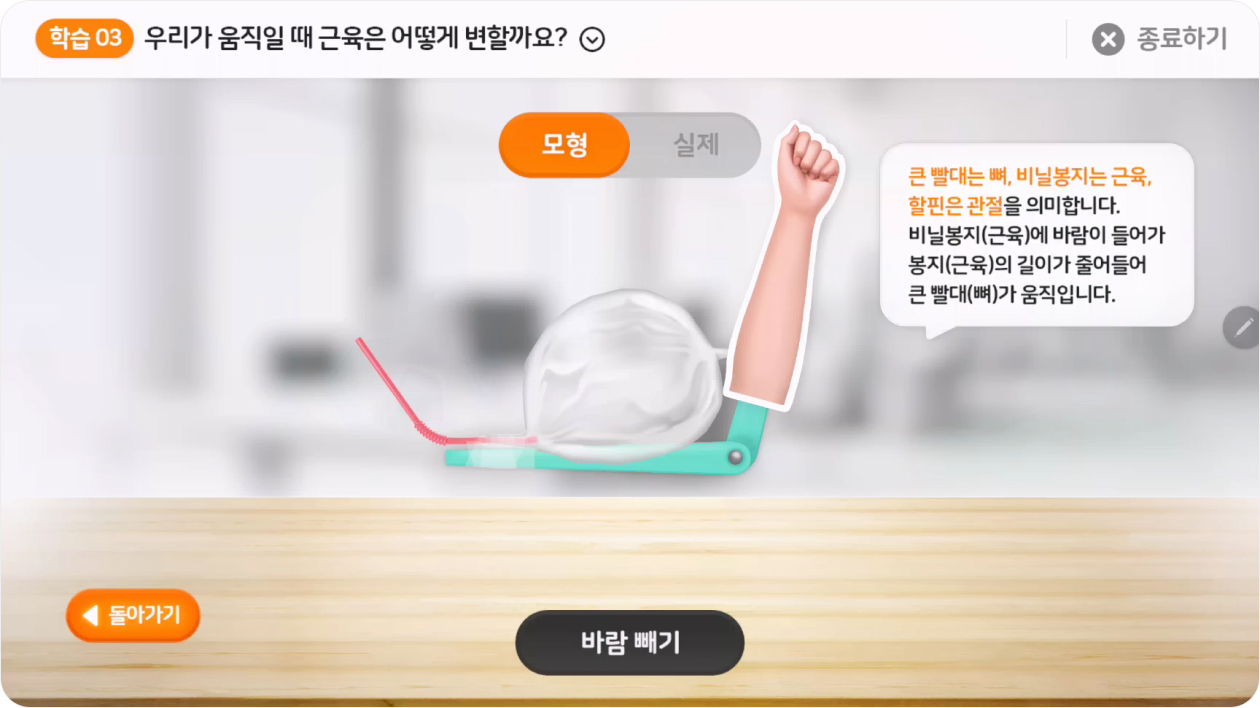 학습 03 우리가 움직일 때 근육은 어떻게 변할까요?
종료하기
모형
실제
큰 빨대는 뼈, 비닐봉지는 근육,
할핀은 관절을 의미합니다.
비닐봉지(근육)에 바람이 들어가
봉지(근육)의 길이가 줄어들어
큰 빨대(뼈)가 움직입니다.
돌아가기
바람 빼기